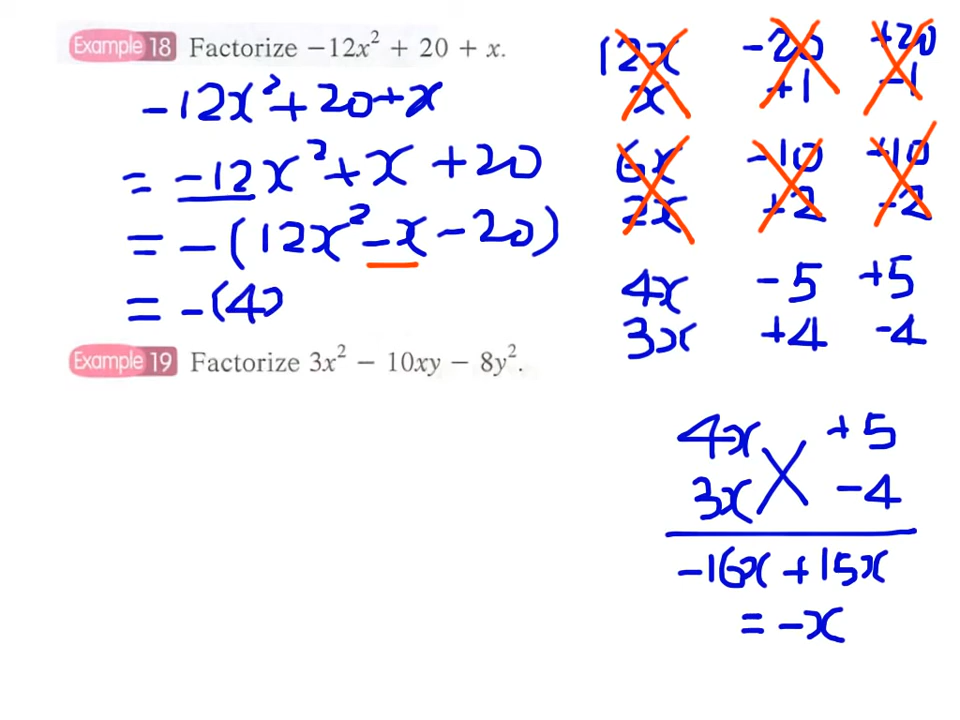 Example 18 Factorize −12x² + 20 + x.
-12x²+20+x
= -12x²+x+20
= -(12x²-x-20)
= -(4x
Example 19 Factorize 3x² − 10xy − 8y².
12x -20 +20
x +1 -1
6x -10 +10
2x +2 -2
4x -5 +5
3x +4 -4
4x +5
3x -4
-16x +15x
= -x